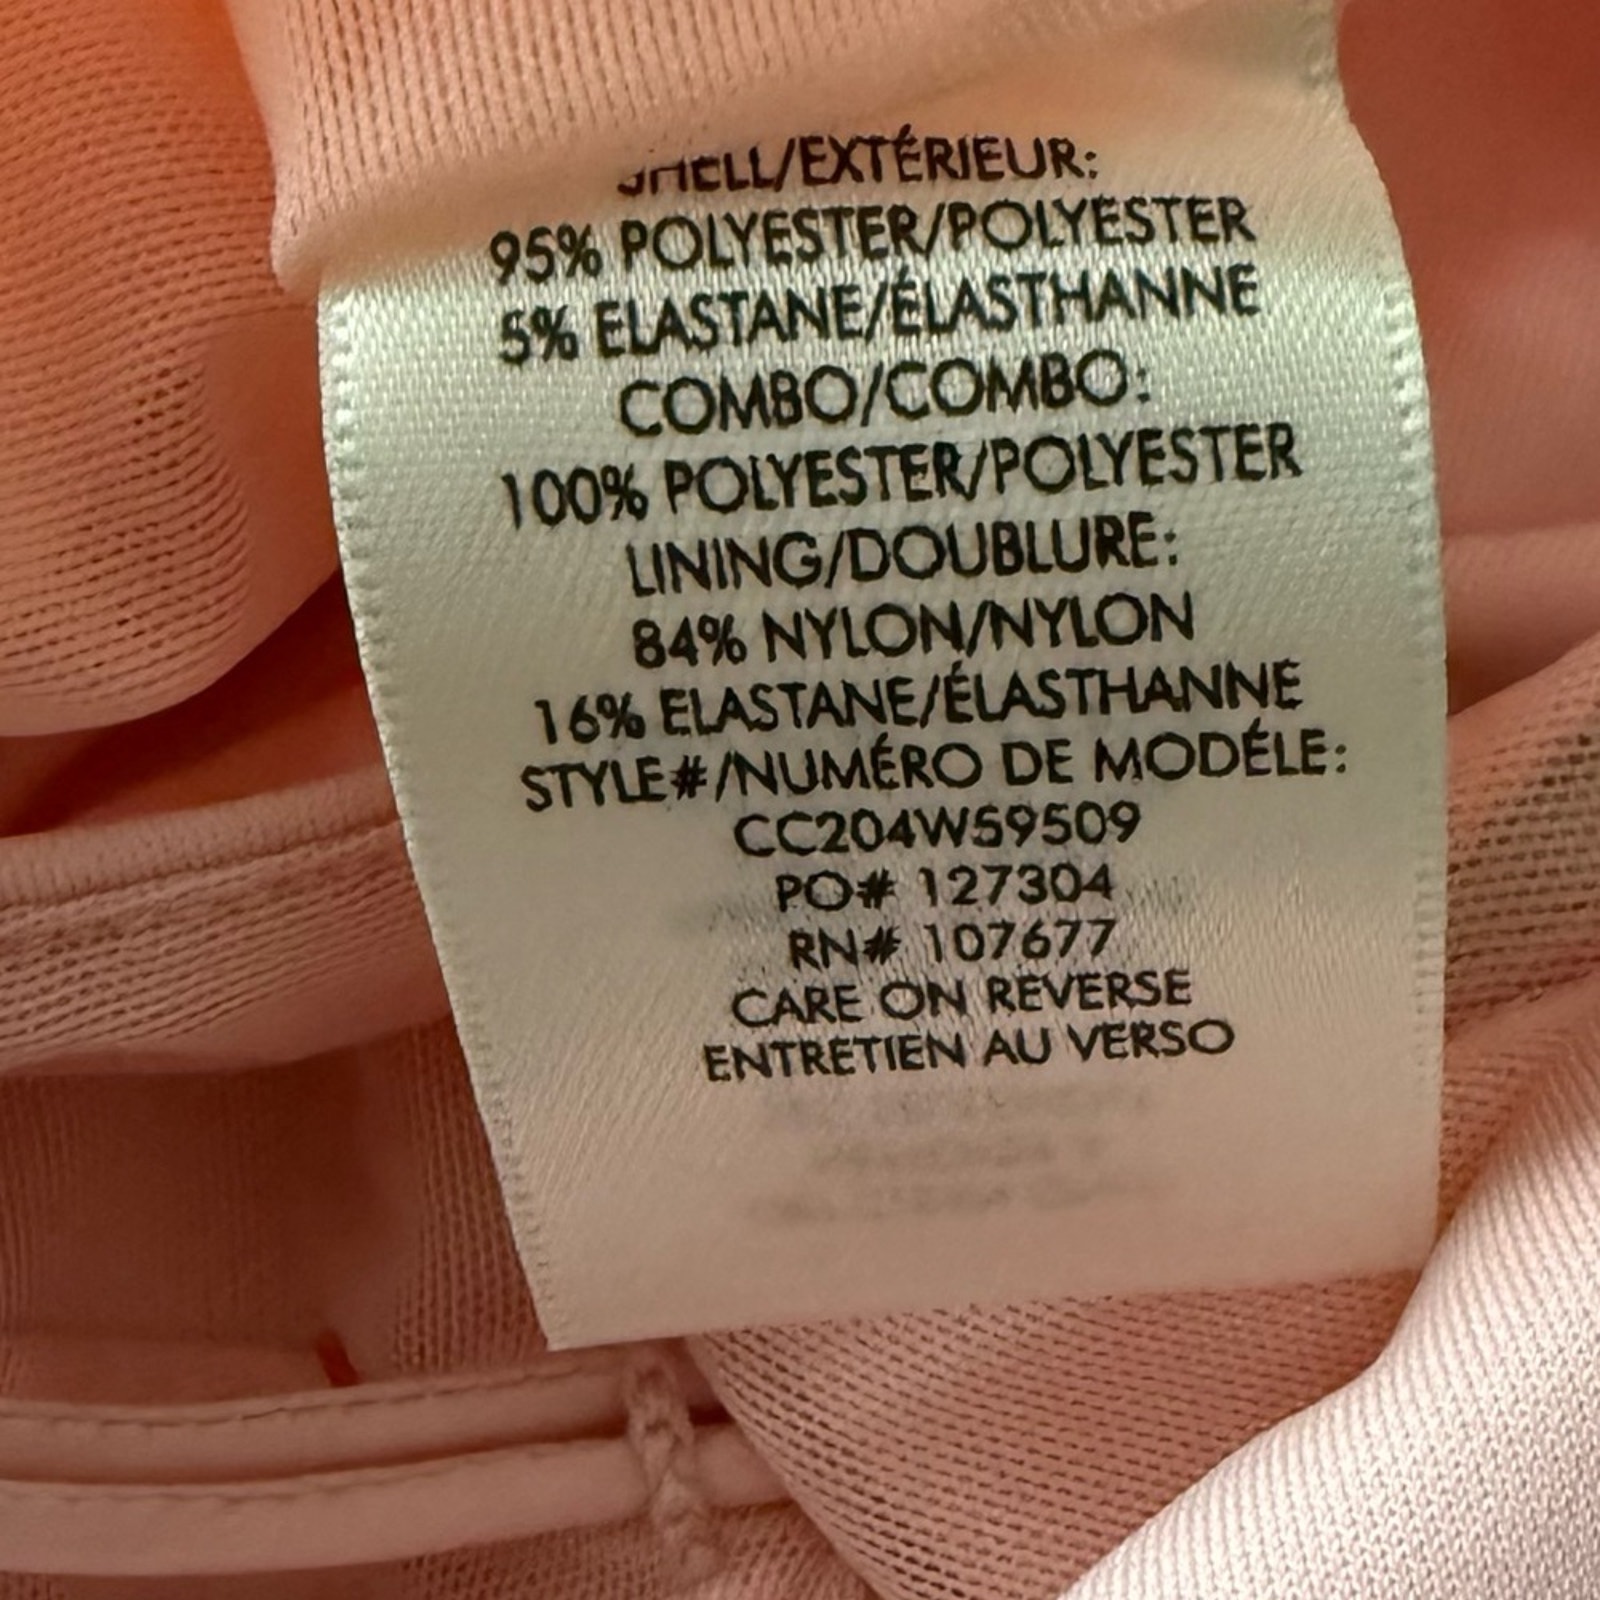 SHELL/EXTÉRIEUR:
95% POLYESTER/POLYESTER
5% ELASTANE/ÉLASTHANNE
COMBO/COMBO:
100% POLYESTER/POLYESTER
LINING/DOUBLURE:
84% NYLON/NYLON
16% ELASTANE/ÉLASTHANNE
STYLE#/NUMÉRO DE MODÉLE:
CC204W59509
PO# 127304
RN# 107677
CARE ON REVERSE
ENTRETIEN AU VERSO